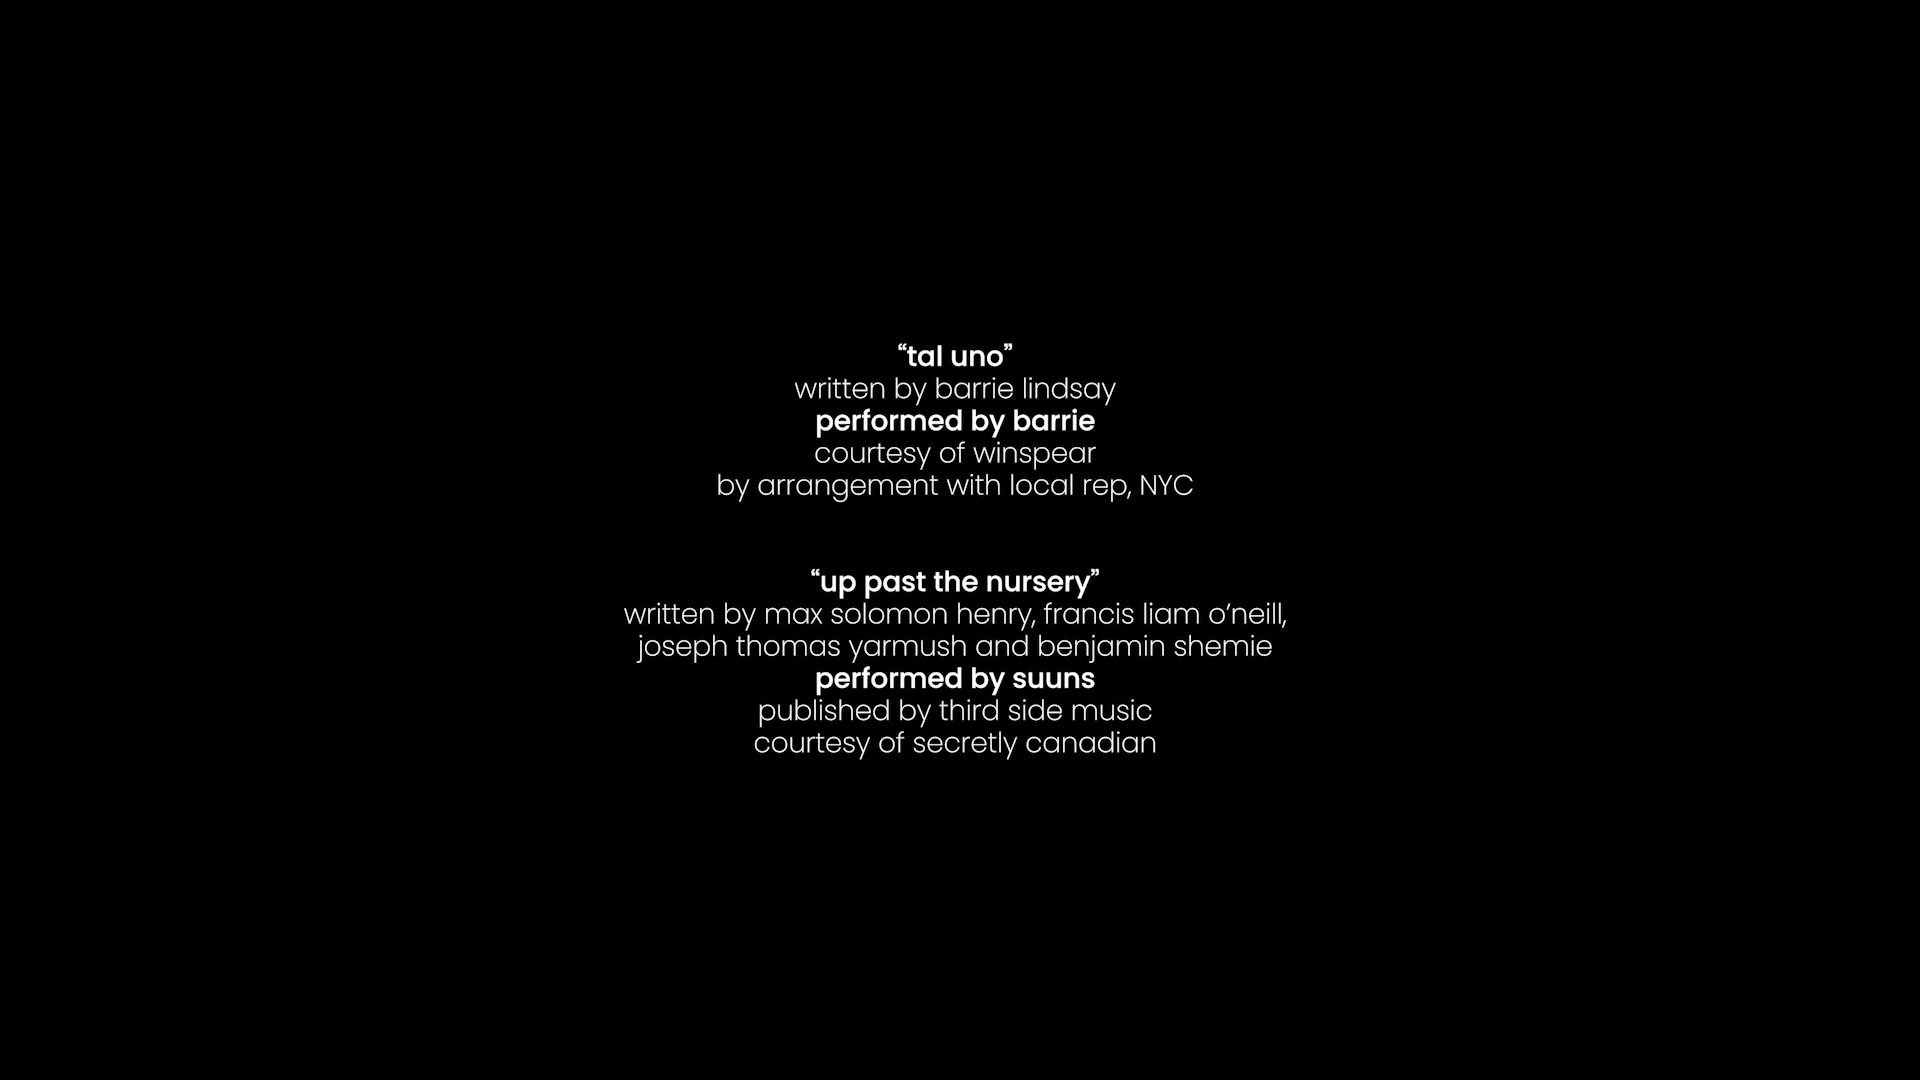 “tal uno”
written by barrie lindsay
performed by barrie
courtesy of winspear
by arrangement with local rep, NYC
“up past the nursery”
written by max solomon henry, francis liam o’neill,
joseph thomas yarmush and benjamin shemie
performed by suuns
published by third side music
courtesy of secretly canadian